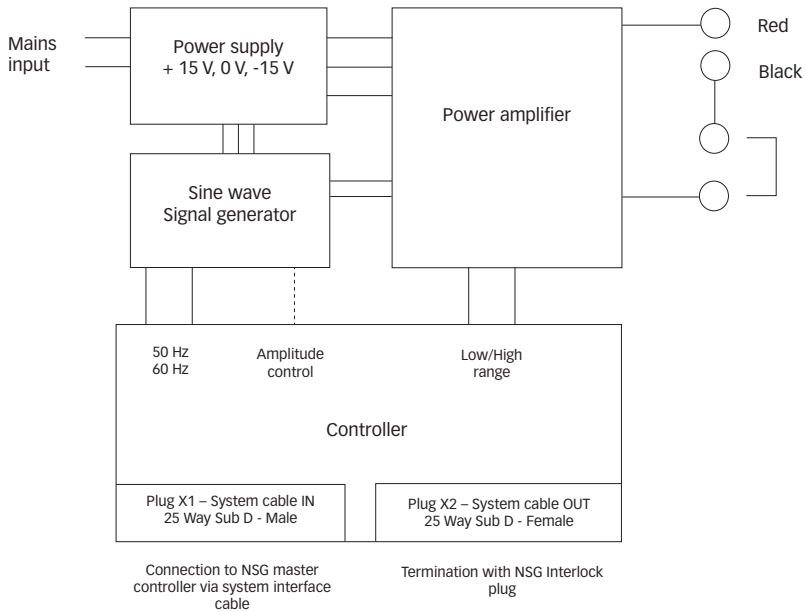 Mains
input
Power supply
+ 15 V, 0 V, -15 V
Power amplifier
Red
Black
Sine wave
Signal generator
50 Hz
60 Hz
Amplitude
control
Low/High
range
Controller
Plug X1 – System cable IN
25 Way Sub D - Male
Plug X2 – System cable OUT
25 Way Sub D - Female
Connection to NSG master
controller via system interface
cable
Termination with NSG Interlock
plug